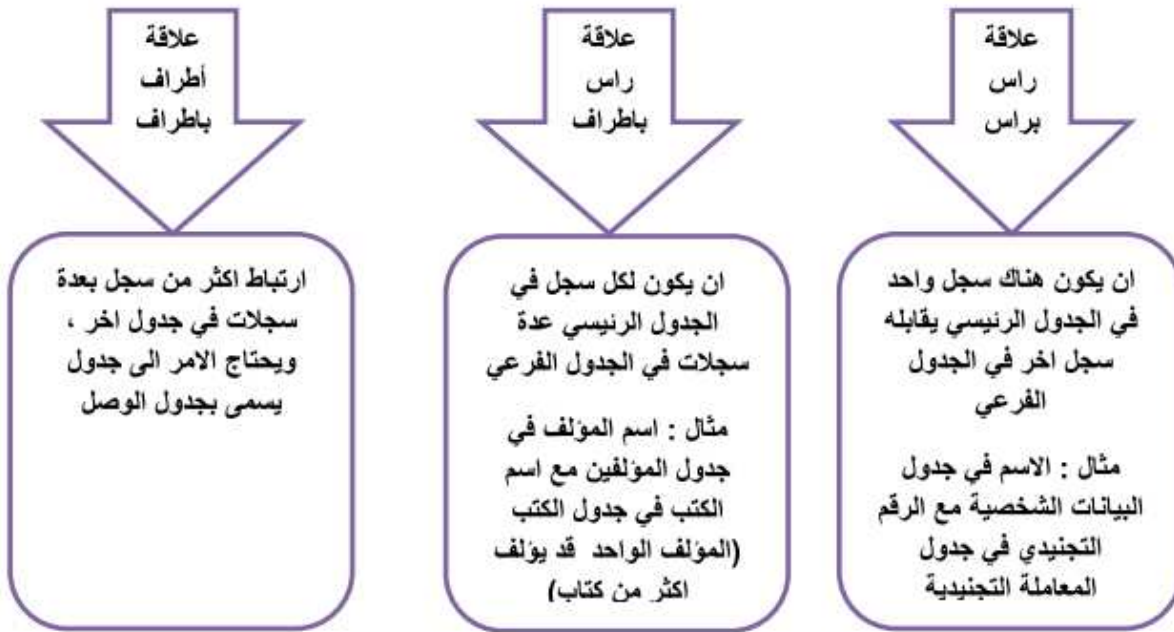 علاقة
راس
براس
ان يكون هناك سجل واحد
في الجدول الرئيسي يقابله
سجل اخر في الجدول
الفرعي
مثال : الاسم في جدول
البيانات الشخصية مع الرقم
التجنيدي في جدول
المعاملة التجنيدية
علاقة
راس
باطراف
ان يكون لكل سجل في
الجدول الرئيسي عدة
سجلات في الجدول الفرعي
مثال : اسم المؤلف في
جدول المؤلفين مع اسم
الكتب في جدول الكتب
(المؤلف الواحد قد يؤلف
اكثر من كتاب)
علاقة
أطراف
باطراف
ارتباط اكثر من سجل بعدة
سجلات في جدول اخر ،
ويحتاج الامر الى جدول
يسمى بجدول الوصل